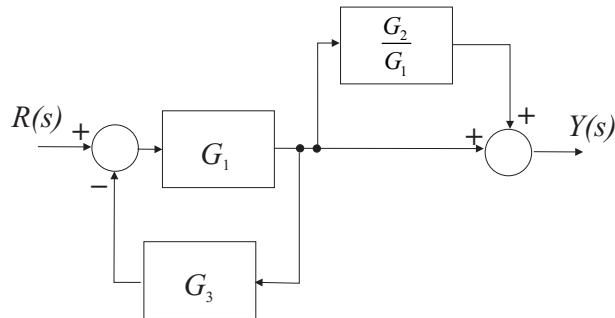 G₂
G₁
R(s)
+
G₁
+
+
Y(s)
−
G₃